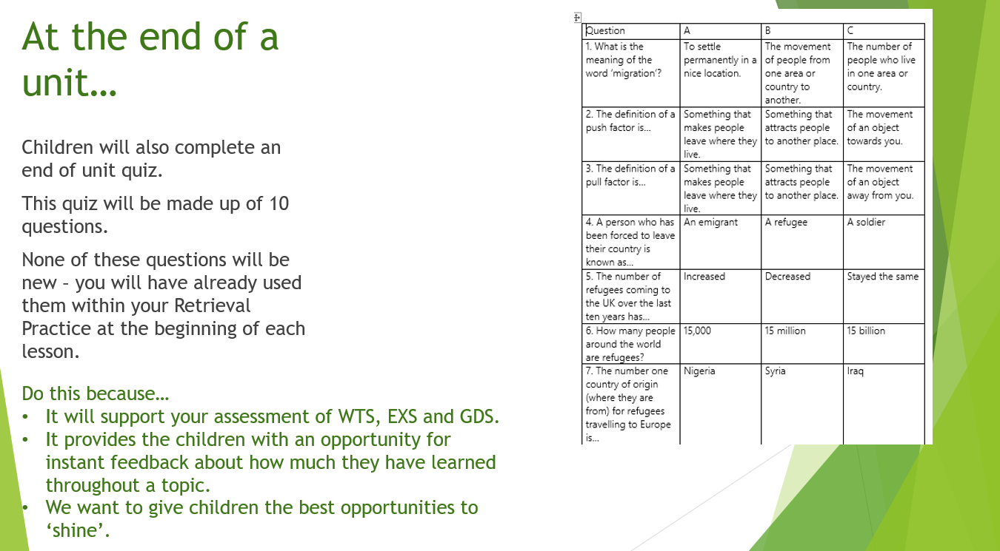 At the end of a
unit…
Children will also complete an
end of unit quiz.
This quiz will be made up of 10
questions.
None of these questions will be
new – you will have already used
them within your Retrieval
Practice at the beginning of each
lesson.
Do this because…
• It will support your assessment of WTS, EXS and GDS.
• It provides the children with an opportunity for
instant feedback about how much they have learned
throughout a topic.
• We want to give children the best opportunities to
‘shine’.
Question
A
B
C
1. What is the
meaning of the
word ‘migration’?
To settle
permanently in a
nice location.
The movement
of people from
one area or
country to
another.
The number of
people who live
in one area or
country.
2. The definition of a
push factor is…
Something that
makes people
leave where they
live.
Something that
attracts people
to another place.
The movement
of an object
towards you.
3. The definition of a
pull factor is…
Something that
makes people
leave where they
live.
Something that
attracts people
to another place.
The movement
of an object
away from you.
4. A person who has
been forced to leave
their country is
known as…
An emigrant
A refugee
A soldier
5. The number of
refugees coming to
the UK over the last
ten years has…
Increased
Decreased
Stayed the same
6. How many people
around the world
are refugees?
15,000
15 million
15 billion
7. The number one
country of origin
(where they are
from) for refugees
travelling to Europe
is…
Nigeria
Syria
Iraq